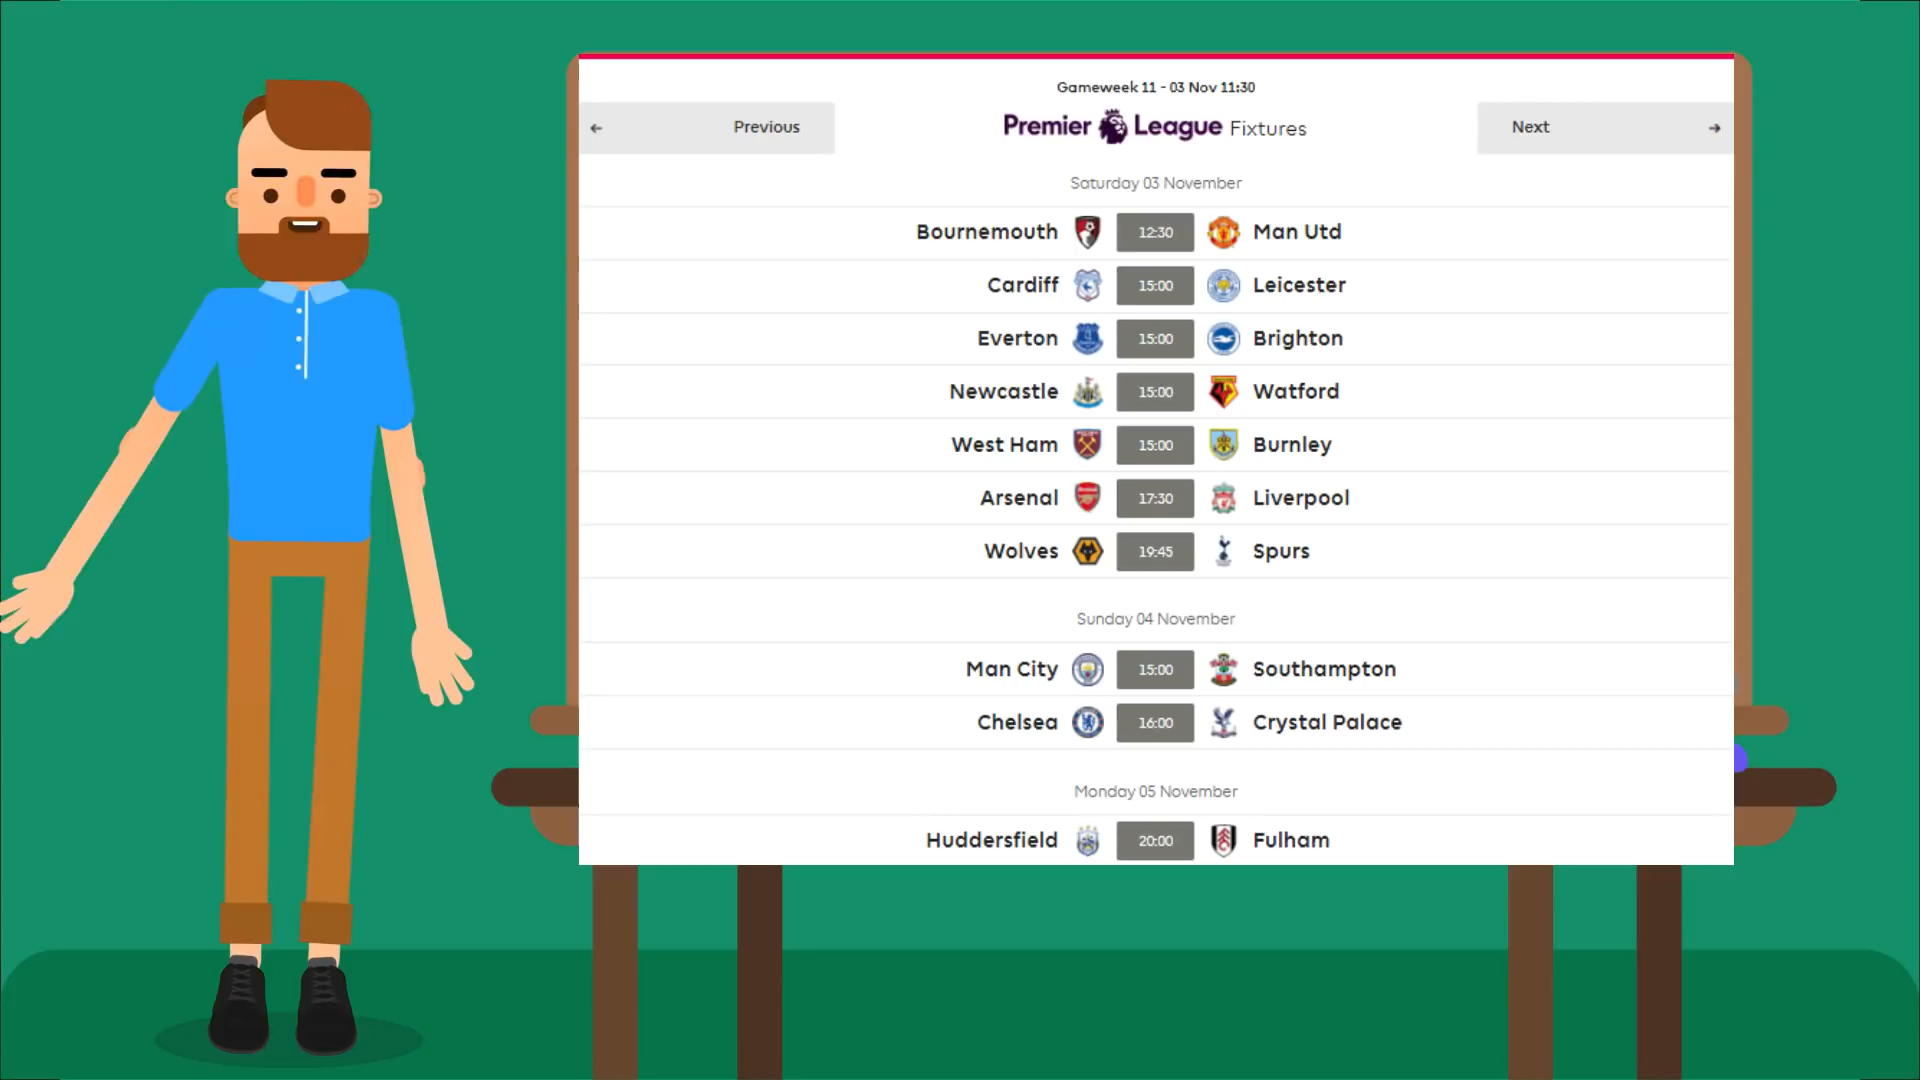 Gameweek 11 - 03 Nov 11:30
← Previous
Premier League Fixtures
Next →
Saturday 03 November
Bournemouth 12:30 Man Utd
Cardiff 15:00 Leicester
Everton 15:00 Brighton
Newcastle 15:00 Watford
West Ham 15:00 Burnley
Arsenal 17:30 Liverpool
Wolves 19:45 Spurs
Sunday 04 November
Man City 15:00 Southampton
Chelsea 16:00 Crystal Palace
Monday 05 November
Huddersfield 20:00 Fulham